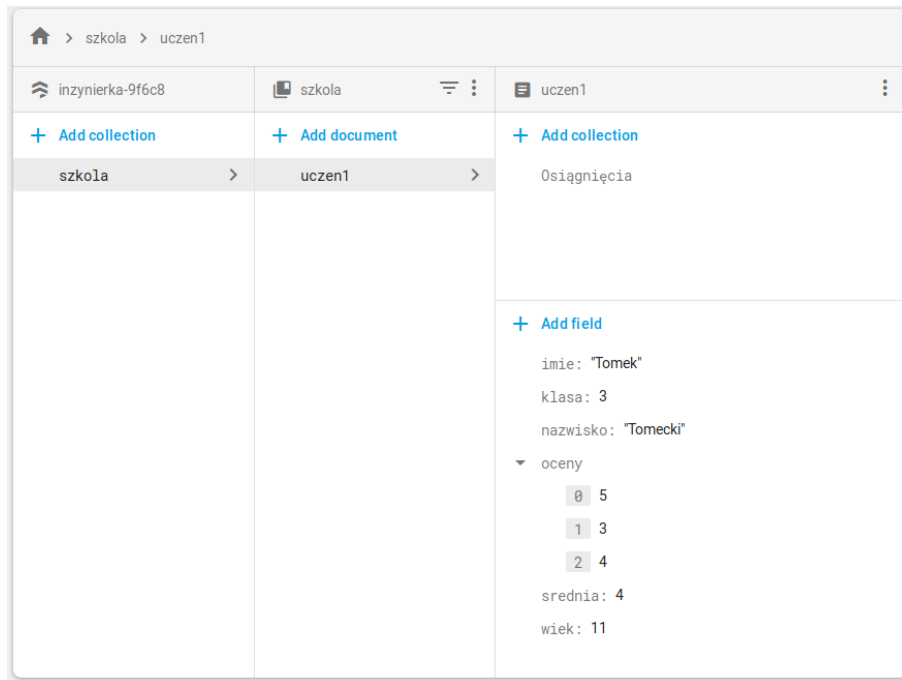 szkola > uczen1
inzynierka-9f6c8
szkola
uczen1
+ Add collection
+ Add document
+ Add collection
szkola
uczen1
Osiągnięcia
+ Add field
imie: "Tomek"
klasa: 3
nazwisko: "Tomecki"
oceny
0 5
1 3
2 4
srednia: 4
wiek: 11